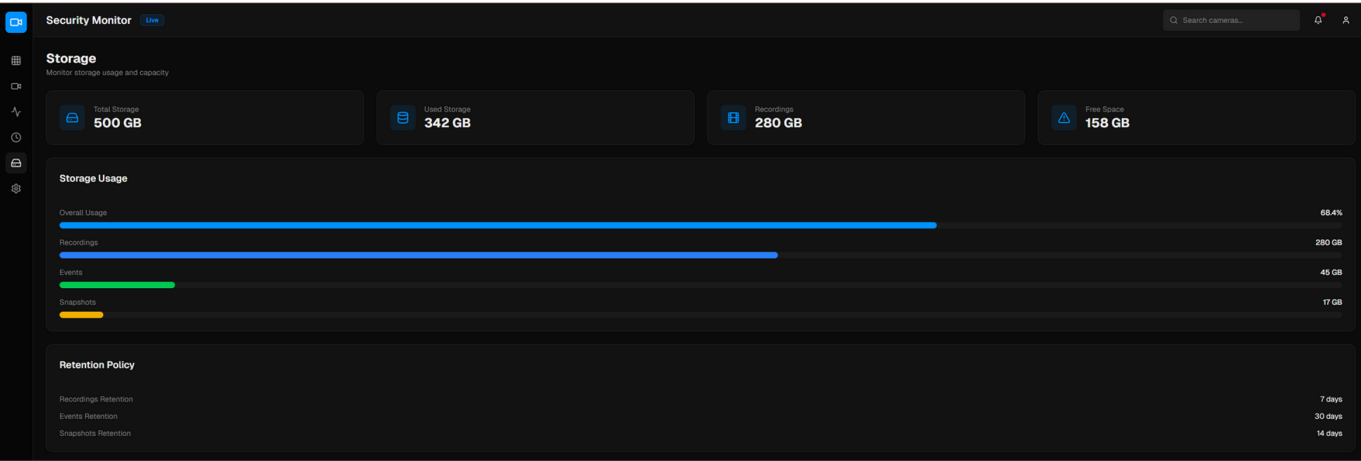 Security Monitor Live
Search cameras...
Storage
Monitor storage usage and capacity
Total Storage
500 GB
Used Storage
342 GB
Recordings
280 GB
Free Space
158 GB
Storage Usage
Overall Usage 68.4%
Recordings 280 GB
Events 45 GB
Snapshots 17 GB
Retention Policy
Recordings Retention 7 days
Events Retention 30 days
Snapshots Retention 14 days